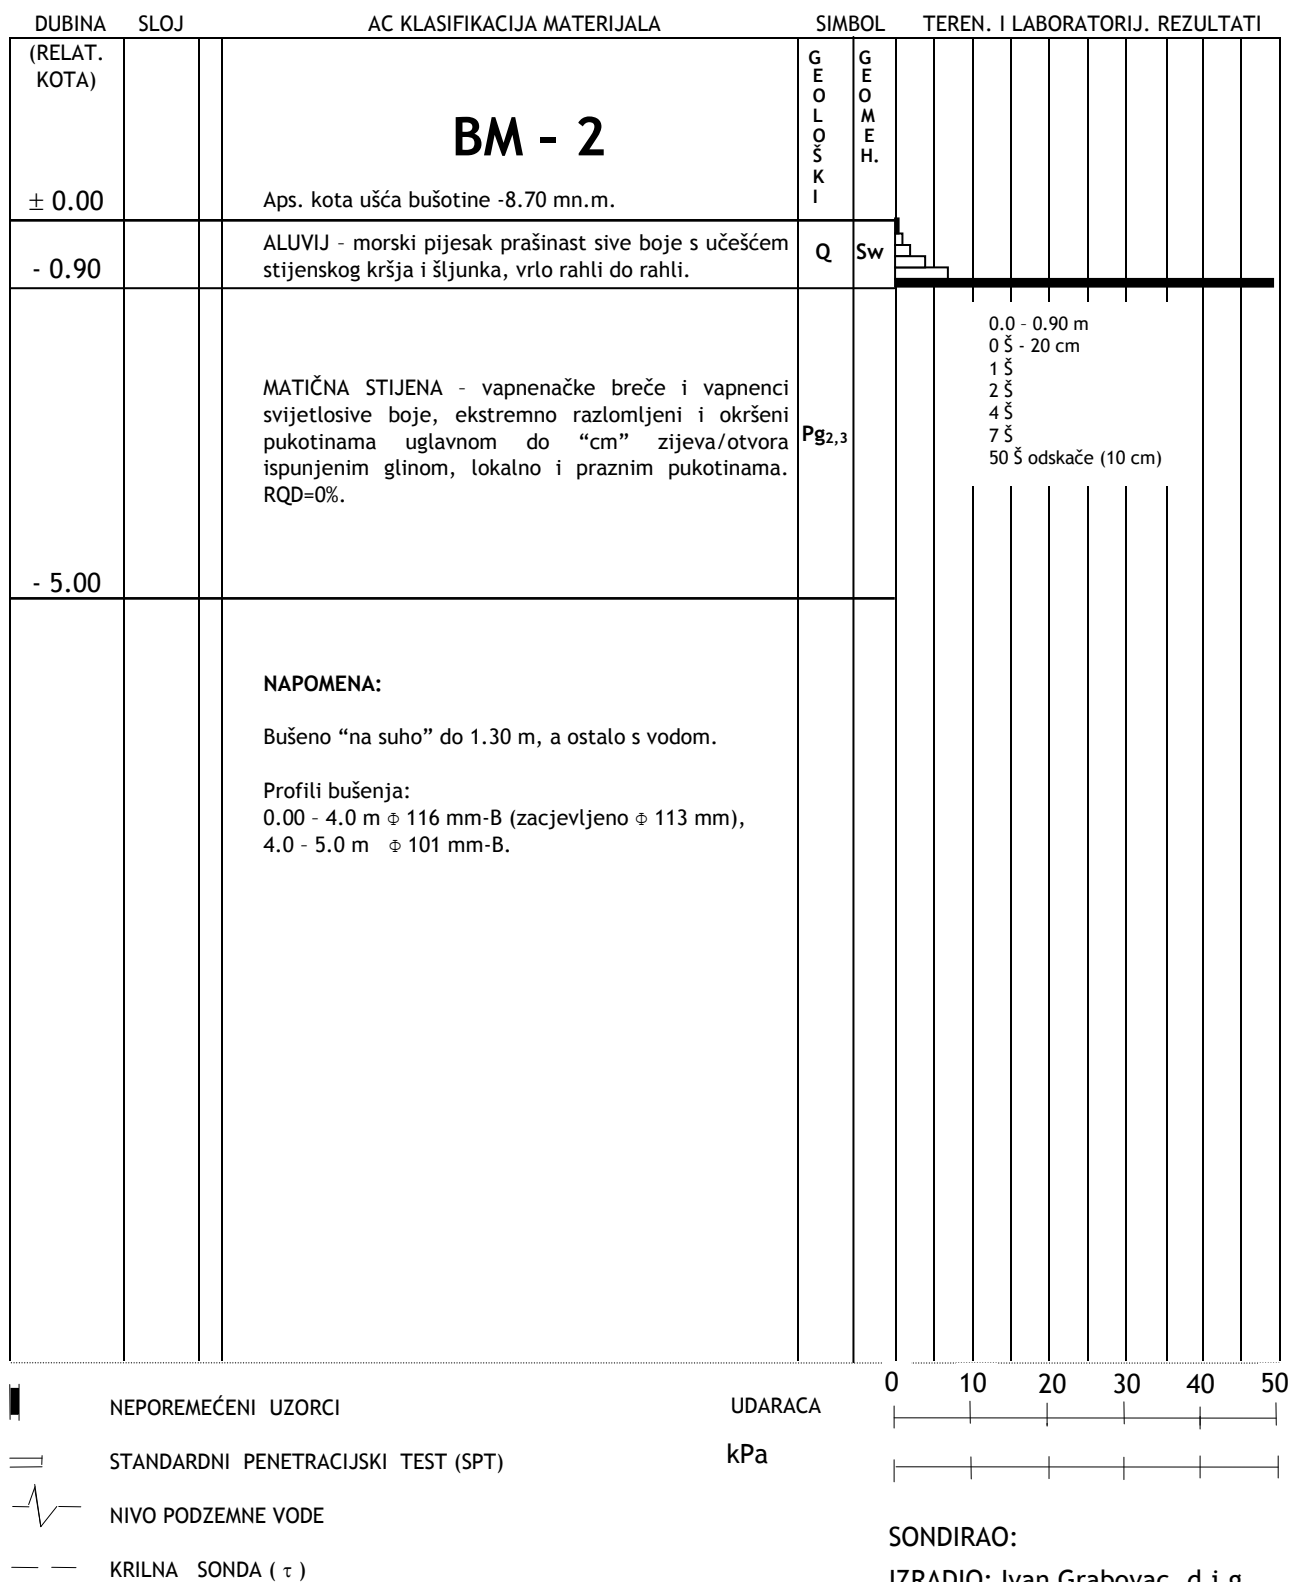 DUBINA SLOJ AC KLASIFIKACIJA MATERIJALA SIMBOL TEREN. I LABORATORIJ. REZULTATI
(RELAT.
KOTA)
GEOLOŠKI
GEOMEH.
BM - 2
± 0.00
Aps. kota ušća bušotine -8.70 mn.m.
ALUVIJ – morski pijesak prašinast sive boje s učešćem
stijenskog kršja i šljunka, vrlo rahli do rahli.
- 0.90
Q
Sw
0.0 – 0.90 m
0 Š - 20 cm
1 Š
2 Š
4 Š
7 Š
50 Š odskače (10 cm)
MATIČNA STIJENA – vapnenačke breče i vapnenci
svijetlosive boje, ekstremno razlomljeni i okršeni
pukotinama uglavnom do “cm” zijeva/otvora
ispunjenim glinom, lokalno i praznim pukotinama.
RQD=0%.
Pg2,3
- 5.00
NAPOMENA:
Bušeno “na suho” do 1.30 m, a ostalo s vodom.
Profili bušenja:
0.00 – 4.0 m Φ 116 mm-B (zacjevljeno Φ 113 mm),
4.0 – 5.0 m Φ 101 mm-B.
0 10 20 30 40 50
NEPOREMEĆENI UZORCI
UDARACA
STANDARDNI PENETRACIJSKI TEST (SPT)
kPa
NIVO PODZEMNE VODE
SONDIRAO:
KRILNA SONDA ( τ )
IZRADIO: Ivan Grabovac, d.i.g.